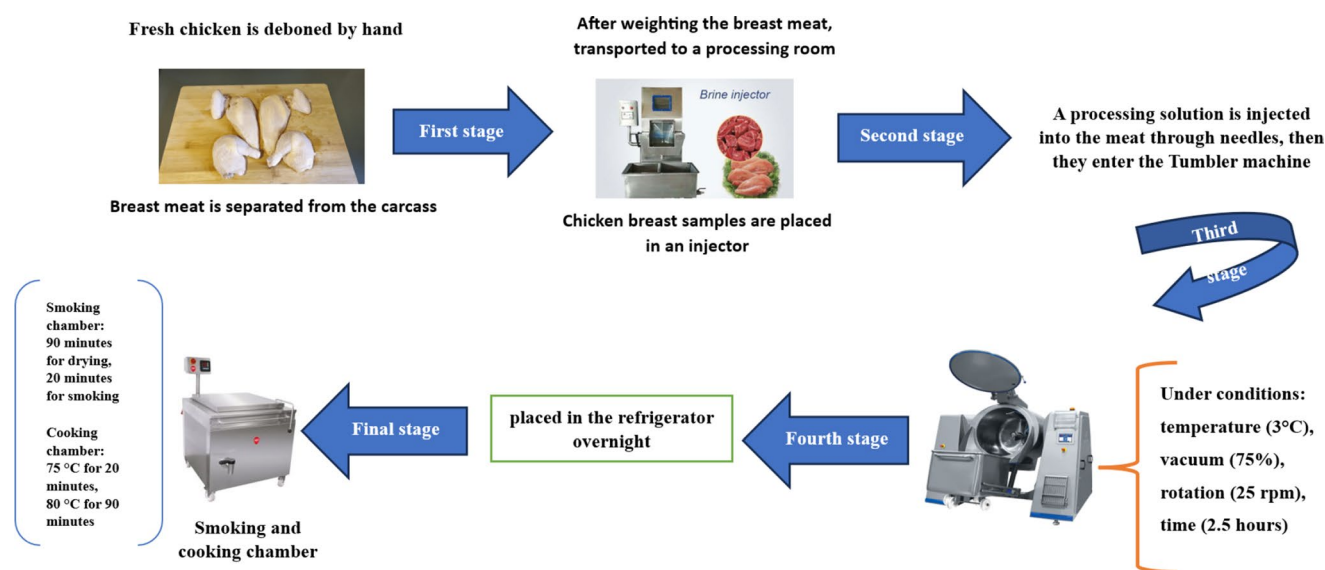 Fresh chicken is deboned by hand
Breast meat is separated from the carcass
First stage
After weighting the breast meat,
transported to a processing room
Brine injector
Chicken breast samples are placed
in an injector
Second stage
A processing solution is injected
into the meat through needles, then
they enter the Tumbler machine
Third
stage
Under conditions:
temperature (3°C),
vacuum (75%),
rotation (25 rpm),
time (2.5 hours)
Fourth stage
placed in the refrigerator
overnight
Final stage
Smoking and
cooking chamber
Smoking
chamber:
90 minutes
for drying,
20 minutes
for smoking
Cooking
chamber:
75 °C for 20
minutes,
80 °C for 90
minutes